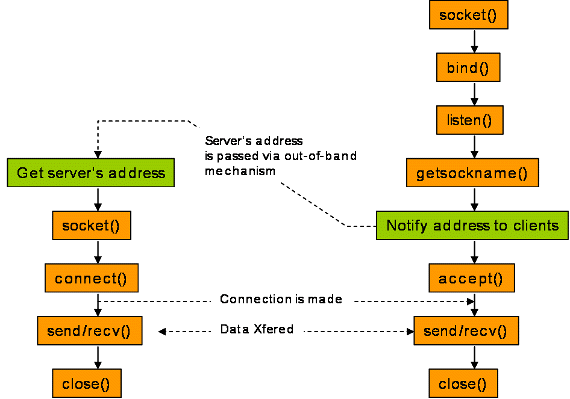 socket()
bind()
listen()
Server's address
is passed via out-of-band
mechanism
Get server's address
getsockname()
socket()
Notify address to clients
connect()
accept()
Connection is made
send/recv()
Data Xfered
send/recv()
close()
close()